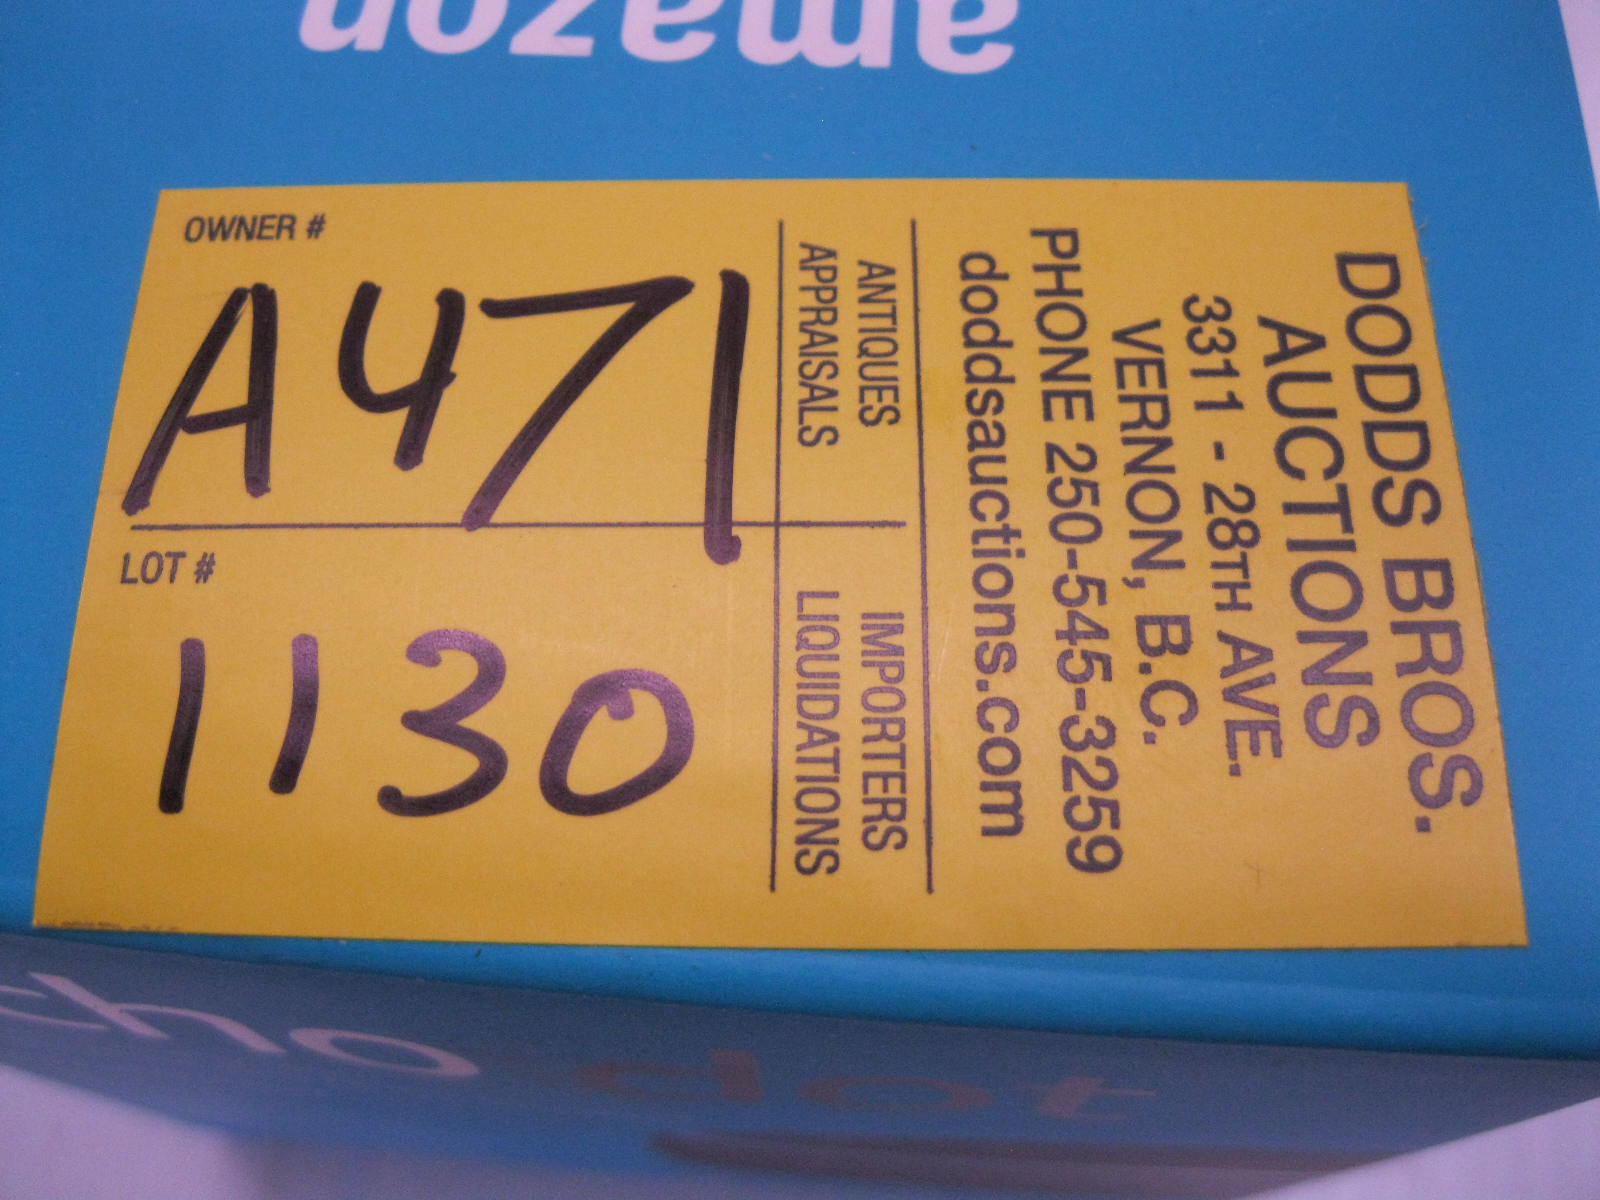 amazon
OWNER #
A471
LOT #
1130
ANTIQUES
APPRAISALS
IMPORTERS
LIQUIDATIONS
DODDS BROS.
AUCTIONS
3311 - 28TH AVE.
VERNON, B.C.
PHONE 250-545-3259
doddsauctions.com
cho dot